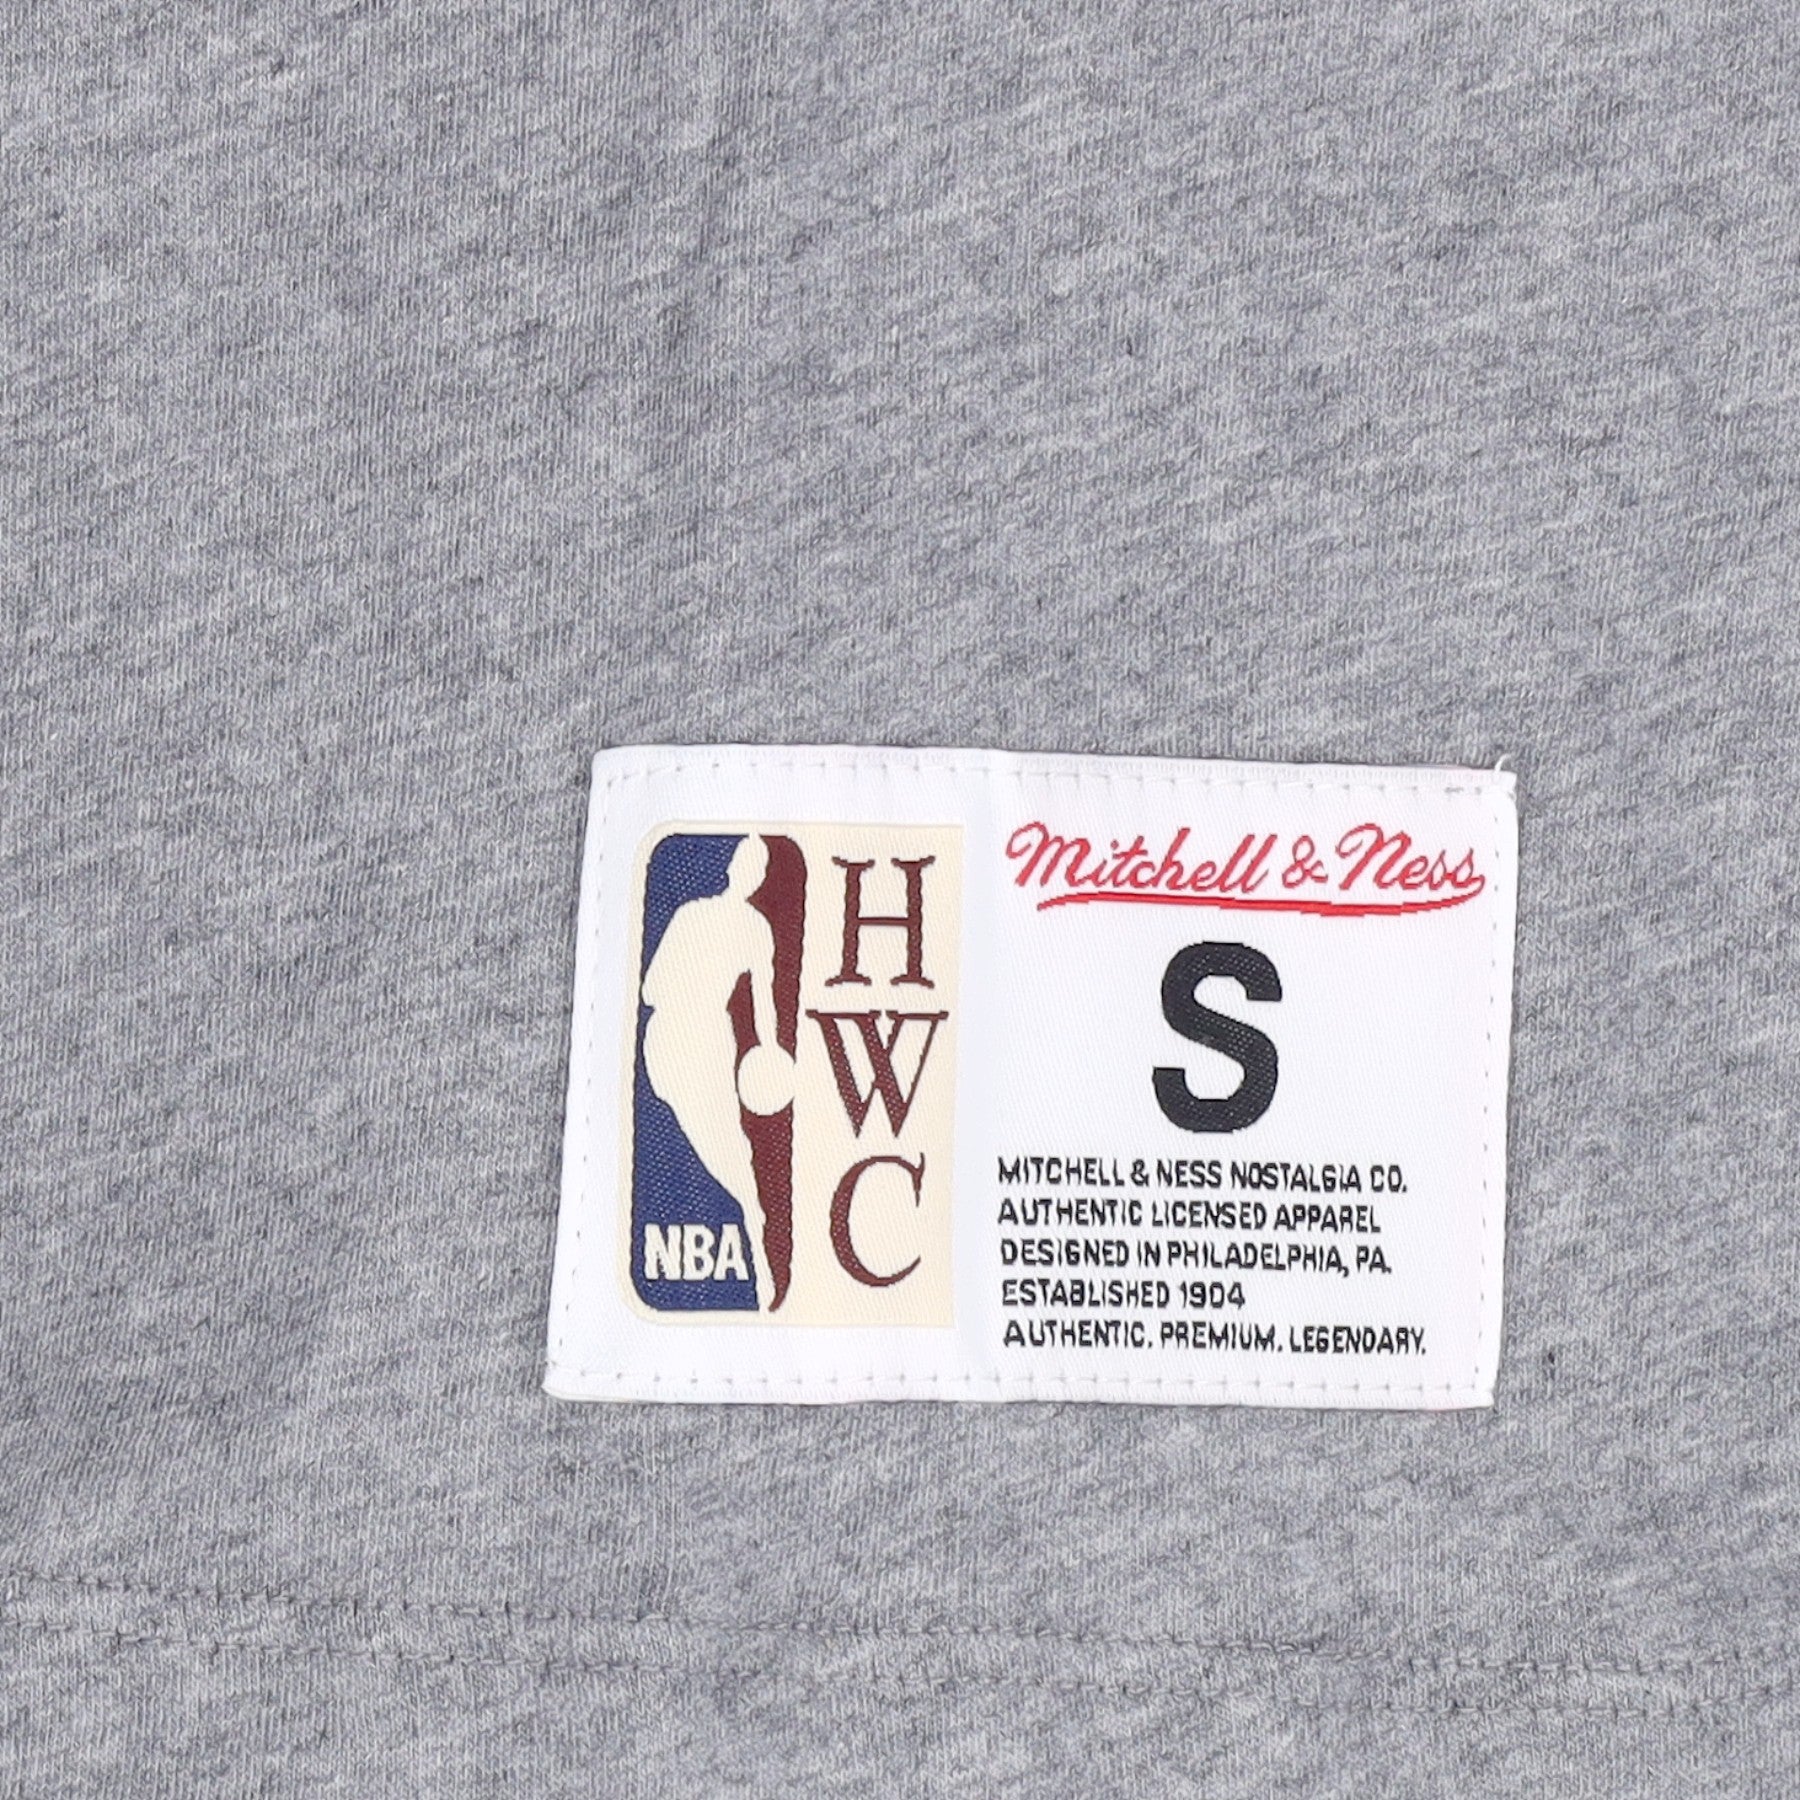 NBA
H
W
C
Mitchell & Ness
S
MITCHELL & NESS NOSTALGIA CO.
AUTHENTIC LICENSED APPAREL
DESIGNED IN PHILADELPHIA, PA.
ESTABLISHED 1904
AUTHENTIC. PREMIUM. LEGENDARY.